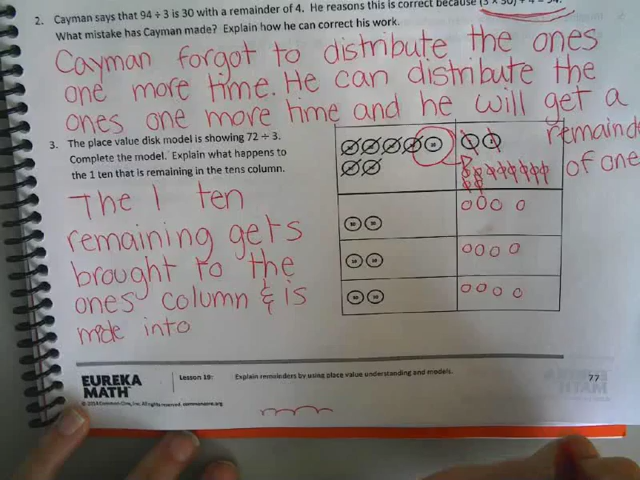 2. Cayman says that 94 ÷ 3 is 30 with a remainder of 4. He reasons this is correct because (3 × 30) + 4 = 94.
What mistake has Cayman made? Explain how he can correct his work.
Cayman forgot to distribute the ones
one more time. He can distribute the
ones one more time and he will get a
remainde
of one
3. The place value disk model is showing 72 ÷ 3.
Complete the model. Explain what happens to
the 1 ten that is remaining in the tens column.
The 1 ten
remaining gets
brought to the
ones column & is
made into
EUREKA
MATH
Lesson 19: Explain remainders by using place value understanding and models.
77